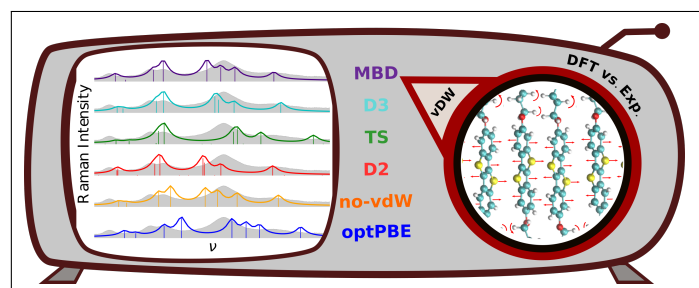 Raman Intensity
ν
MBD
D3
TS
D2
no-vdW
optPBE
vDW
DFT vs. Exp.